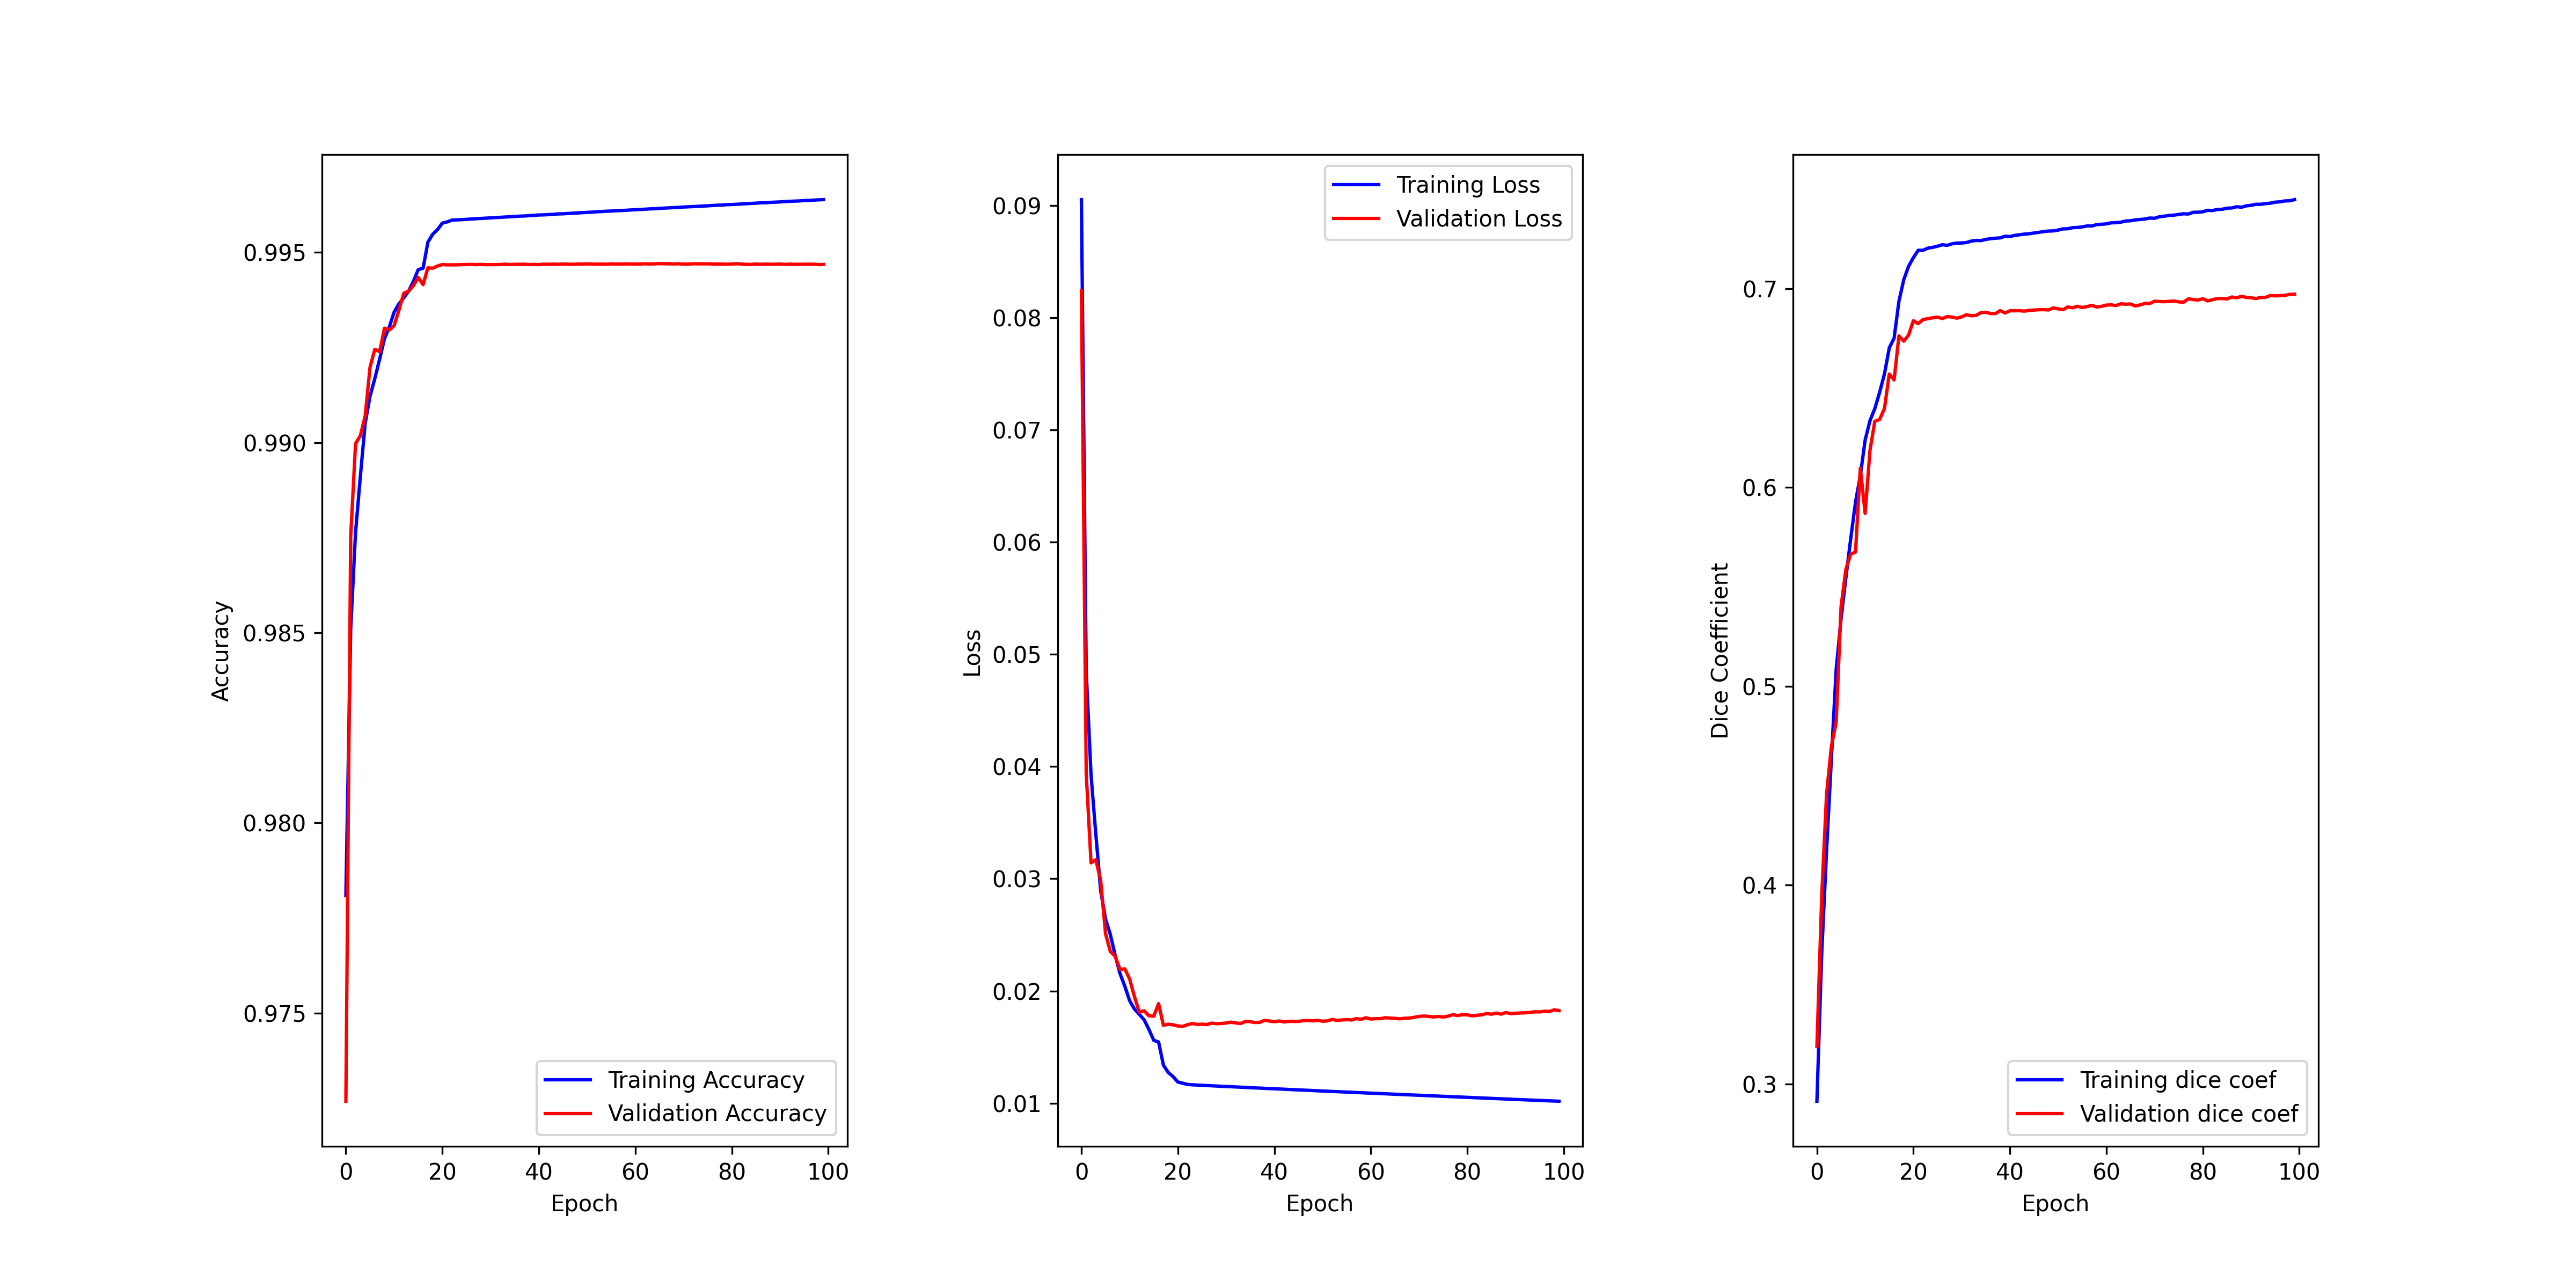 Accuracy
0.995
0.990
0.985
0.980
0.975
0 20 40 60 80 100
Epoch
Training Accuracy
Validation Accuracy
Loss
0.09
0.08
0.07
0.06
0.05
0.04
0.03
0.02
0.01
0 20 40 60 80 100
Epoch
Training Loss
Validation Loss
Dice Coefficient
0.7
0.6
0.5
0.4
0.3
0 20 40 60 80 100
Epoch
Training dice coef
Validation dice coef